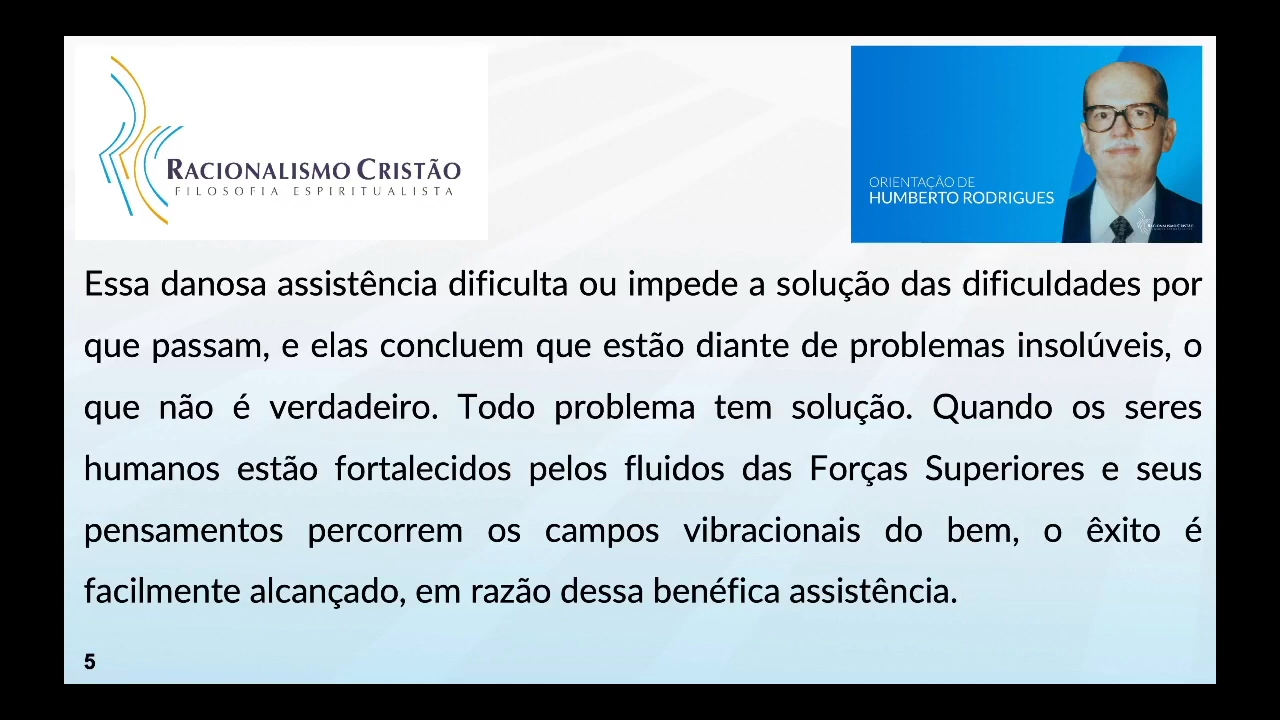 RACIONALISMO CRISTÃO
FILOSOFIA ESPIRITUALISTA
ORIENTAÇÃO DE
HUMBERTO RODRIGUES
RACIONALISMO CRISTÃO
Essa danosa assistência dificulta ou impede a solução das dificuldades por
que passam, e elas concluem que estão diante de problemas insolúveis, o
que não é verdadeiro. Todo problema tem solução. Quando os seres
humanos estão fortalecidos pelos fluidos das Forças Superiores e seus
pensamentos percorrem os campos vibracionais do bem, o êxito é
facilmente alcançado, em razão dessa benéfica assistência.
5